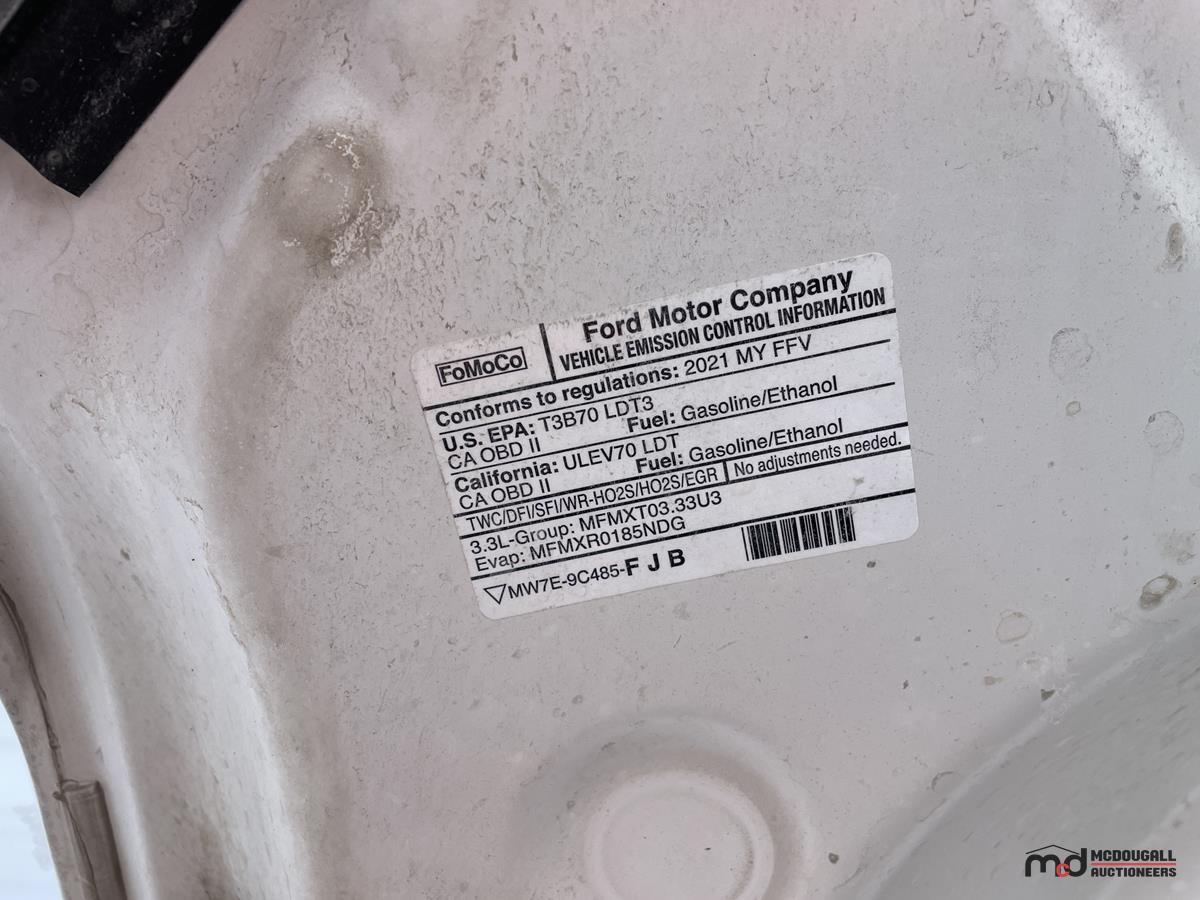 FoMoCo
Ford Motor Company
VEHICLE EMISSION CONTROL INFORMATION
Conforms to regulations: 2021 MY FFV
U.S. EPA: T3B70 LDT3
CA OBD II Fuel: Gasoline/Ethanol
California: ULEV70 LDT
CA OBD II Fuel: Gasoline/Ethanol
TWC/DFI/SFI/WR-HO2S/HO2S/EGR No adjustments needed.
3.3L-Group: MFMXT03.33U3
Evap: MFMXR0185NDG
MW7E-9C485-F J B
mcd MCDOUGALL
AUCTIONEERS